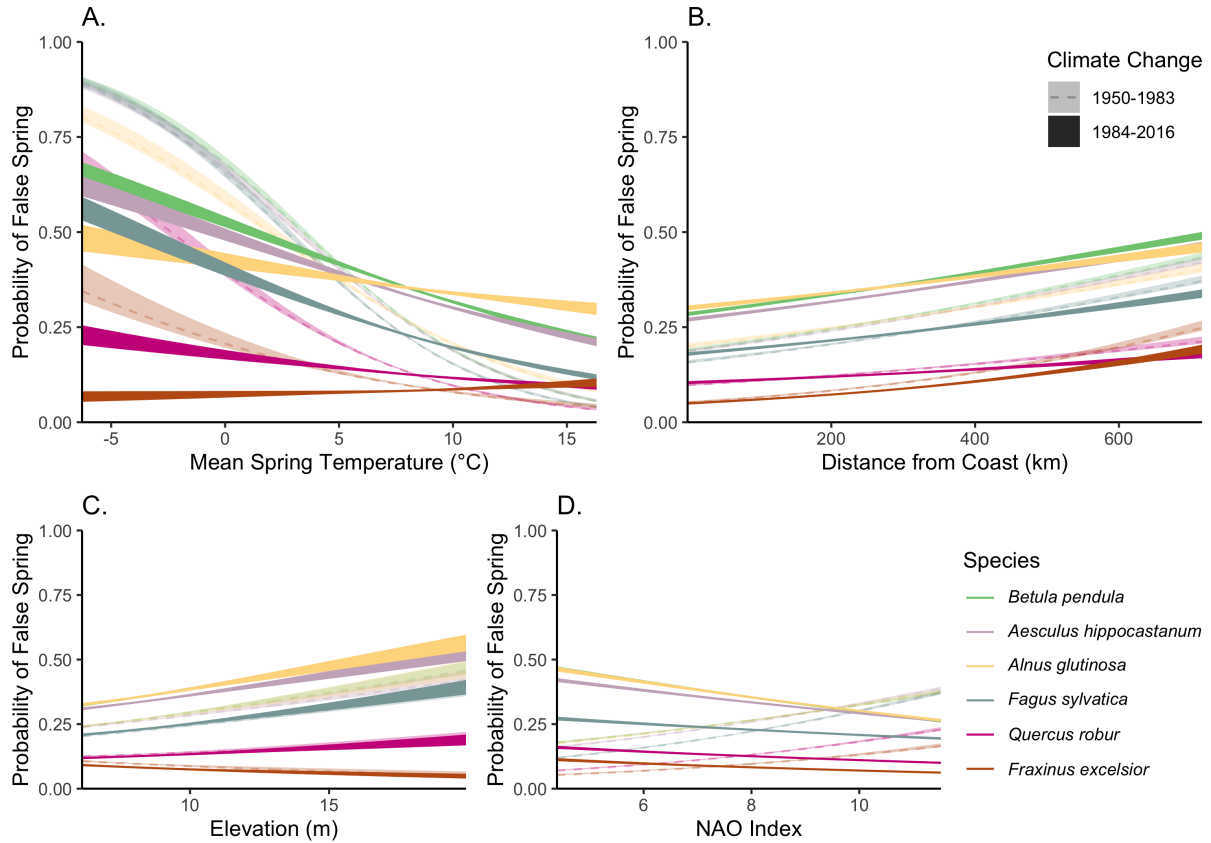 A.
Probability of False Spring
1.00
0.75
0.50
0.25
0.00
-5
0
5
10
15
Mean Spring Temperature (°C)
B.
Probability of False Spring
1.00
0.75
0.50
0.25
0.00
200
400
600
Distance from Coast (km)
Climate Change
1950-1983
1984-2016
C.
Probability of False Spring
1.00
0.75
0.50
0.25
0.00
10
15
Elevation (m)
D.
Probability of False Spring
1.00
0.75
0.50
0.25
0.00
6
8
10
NAO Index
Species
Betula pendula
Aesculus hippocastanum
Alnus glutinosa
Fagus sylvatica
Quercus robur
Fraxinus excelsior